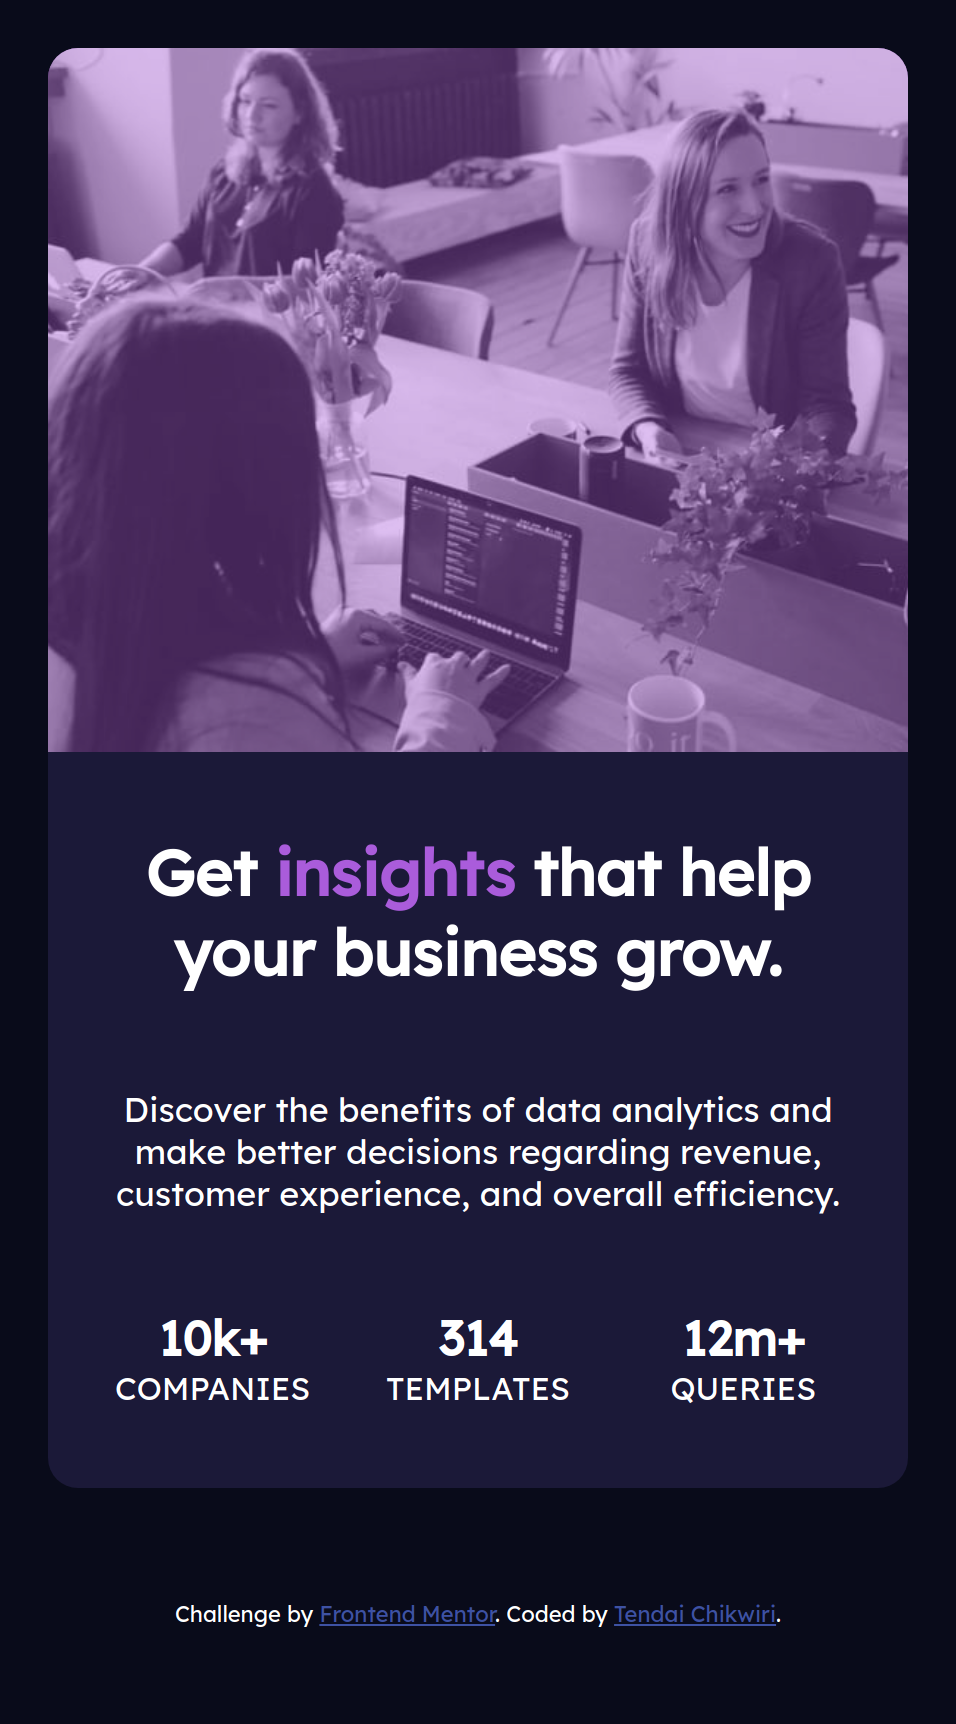 Get insights that help
your business grow.
Discover the benefits of data analytics and
make better decisions regarding revenue,
customer experience, and overall efficiency.
10k+ 314 12m+
COMPANIES TEMPLATES QUERIES
Challenge by Frontend Mentor. Coded by Tendai Chikwiri.